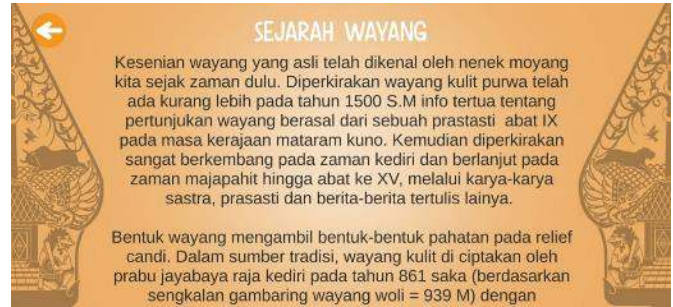 SEJARAH WAYANG
Kesenian wayang yang asli telah dikenal oleh nenek moyang
kita sejak zaman dulu. Diperkirakan wayang kulit purwa telah
ada kurang lebih pada tahun 1500 S.M info tertua tentang
pertunjukan wayang berasal dari sebuah prastasti  abat IX
pada masa kerajaan mataram kuno. Kemudian diperkirakan
sangat berkembang pada zaman kediri dan berlanjut pada
zaman majapahit hingga abat ke XV, melalui karya-karya
sastra, prasasti dan berita-berita tertulis lainya.
Bentuk wayang mengambil bentuk-bentuk pahatan pada relief
candi. Dalam sumber tradisi, wayang kulit di ciptakan oleh
prabu jayabaya raja kediri pada tahun 861 saka (berdasarkan
sengkalan gambaring wayang woli = 939 M) dengan